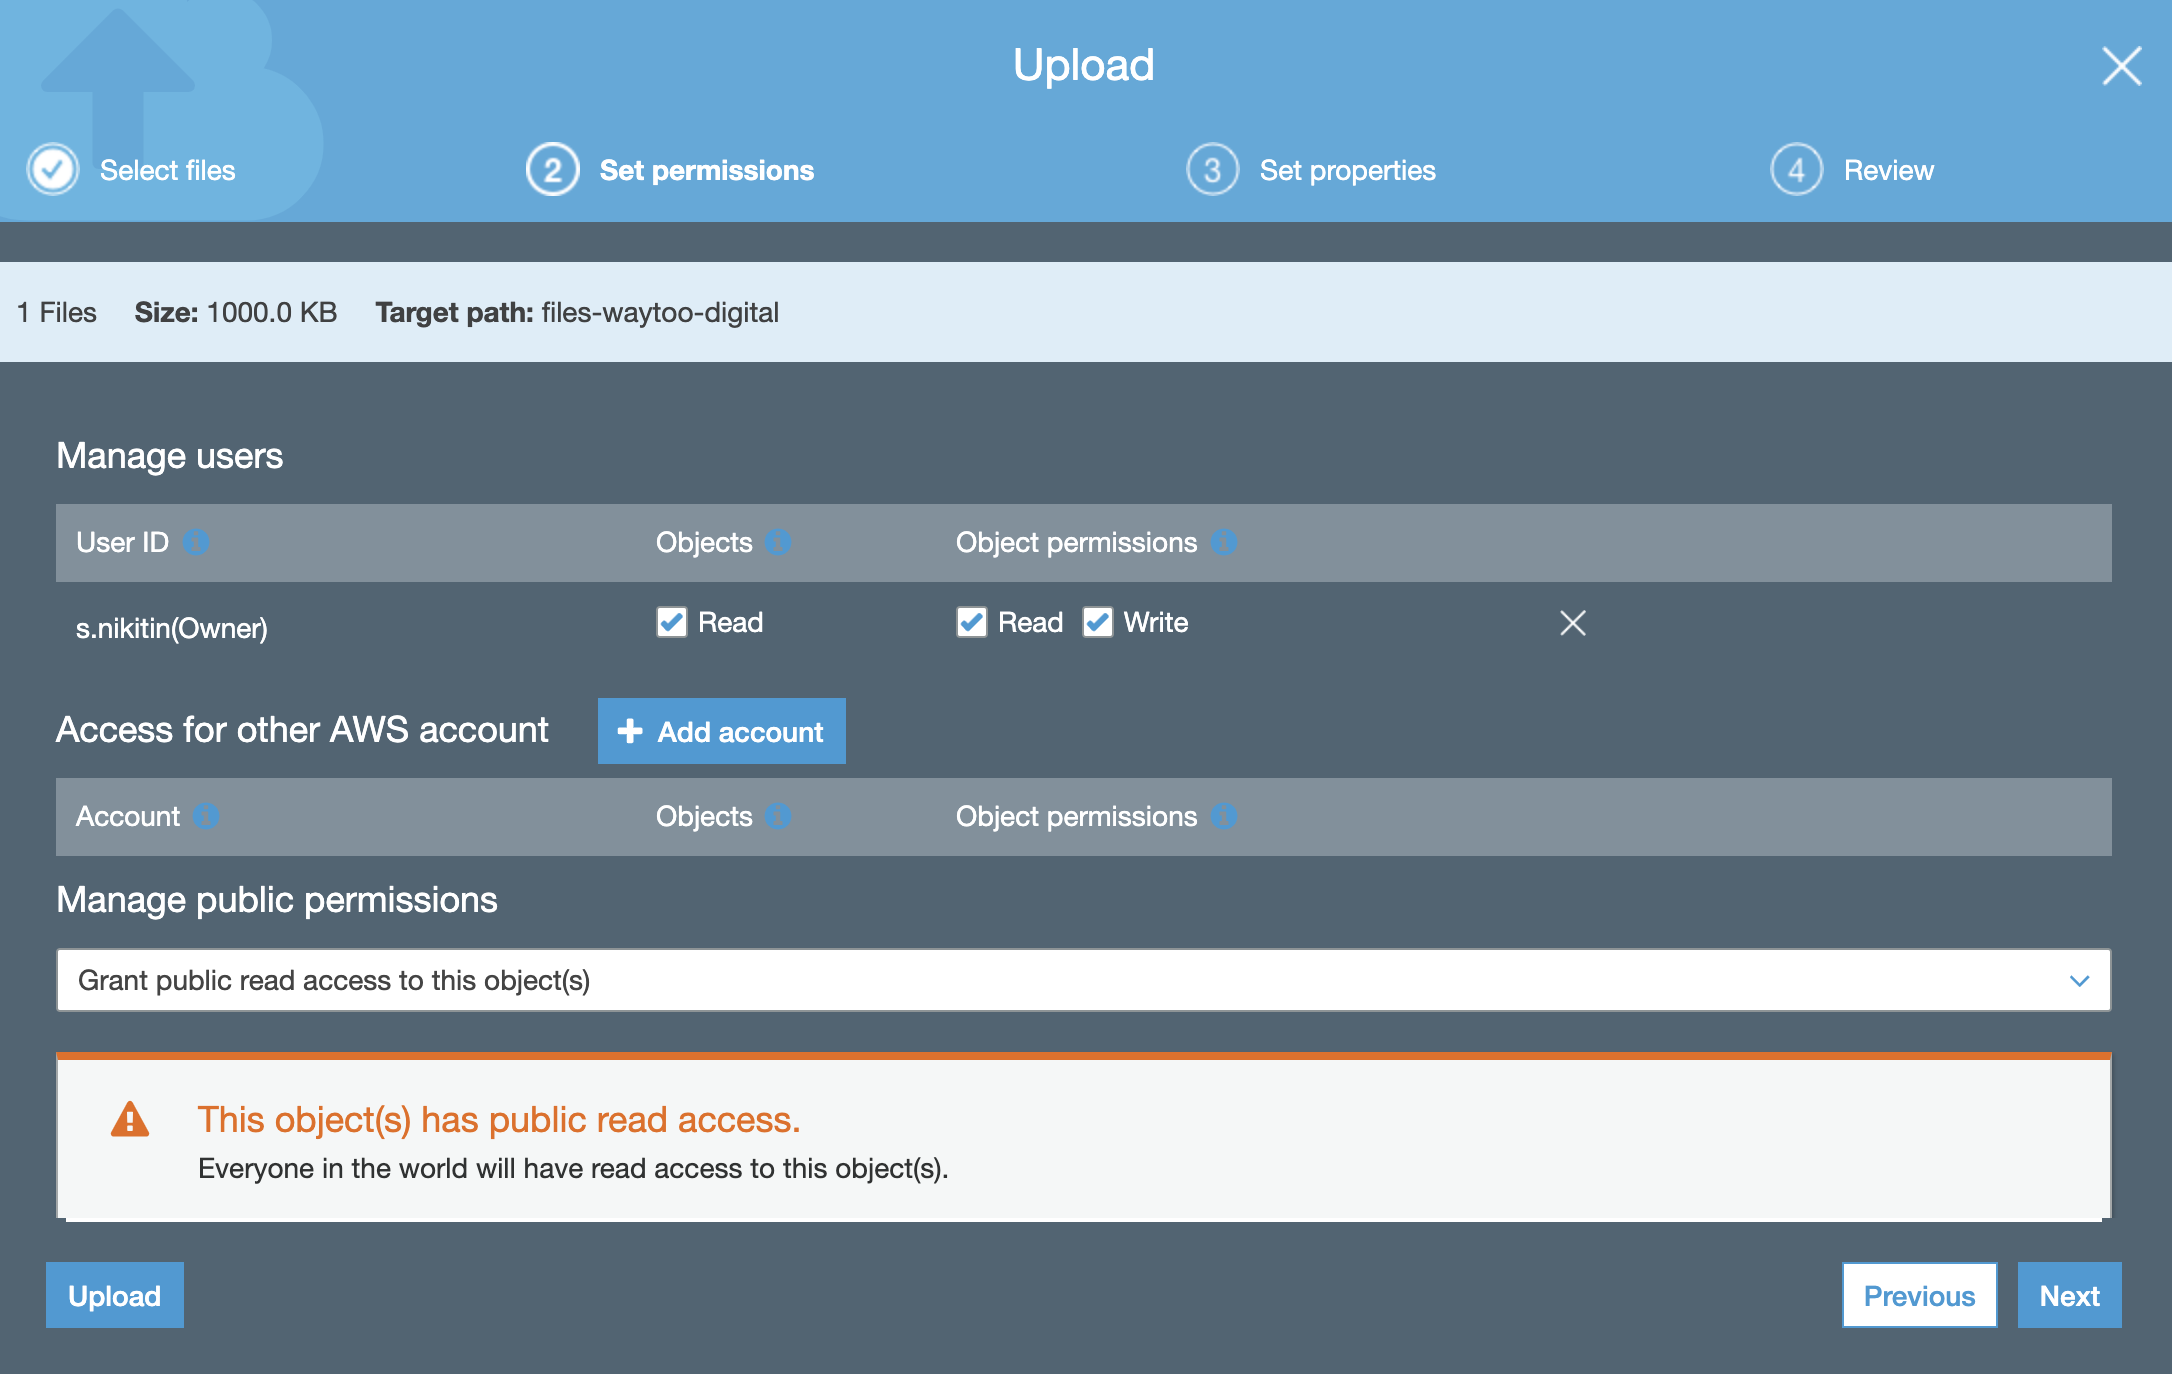 Upload
Select files
2 Set permissions
3 Set properties
4 Review
1 Files Size: 1000.0 KB Target path: files-waytoo-digital
Manage users
User ID Objects Object permissions
s.nikitin(Owner) Read Read Write
Access for other AWS account + Add account
Account Objects Object permissions
Manage public permissions
Grant public read access to this object(s)
This object(s) has public read access.
Everyone in the world will have read access to this object(s).
Upload Previous Next